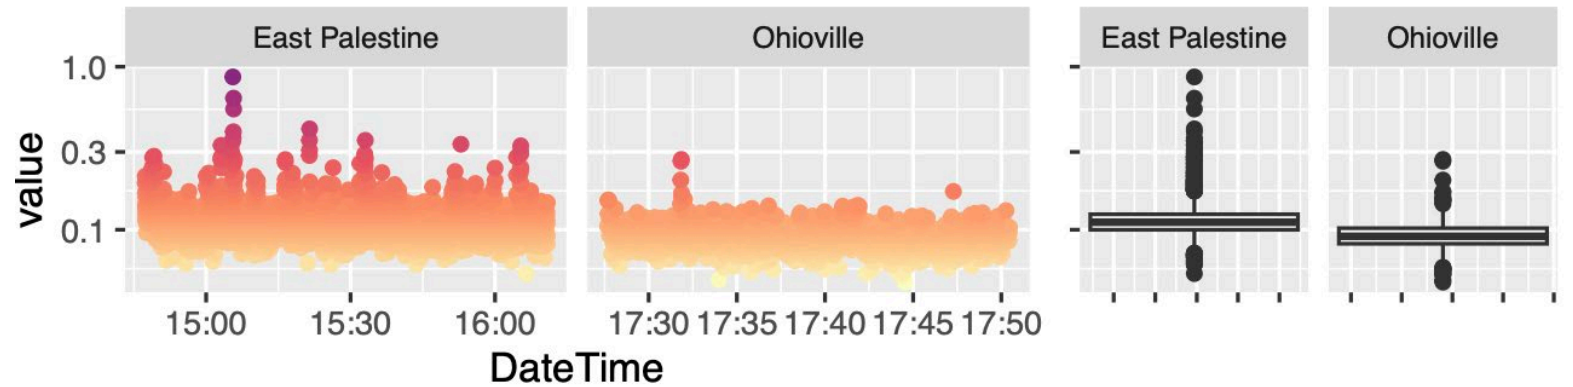 East Palestine
Ohioville
East Palestine
Ohioville
1.0
0.3
0.1
value
15:00
15:30
16:00
17:30
17:35
17:40
17:45
17:50
DateTime